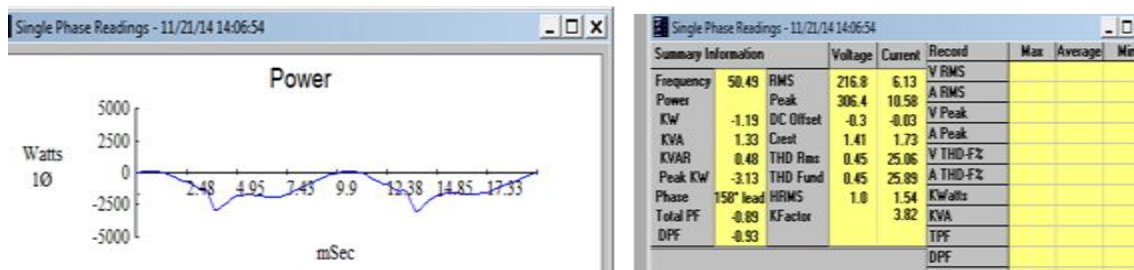 Single Phase Readings - 11/21/14 14:06:54
Power
5000
2500
Watts
1Ø
0
2.48 4.95 7.43 9.9 12.38 14.85 17.33
-2500
-5000
mSec
Single Phase Readings - 11/21/14 14:06:54
Summary Information Voltage Current Record Max Average Min
Frequency 50.49 RMS 216.8 6.13 V RMS
Power Peak 306.4 10.58 A RMS
KW -1.19 DC Offset -0.3 -0.03 V Peak
KVA 1.33 Crest 1.41 1.73 A Peak
KVAR 0.48 THD Rms 0.45 25.06 V THD-F%
Peak KW -3.13 THD Fund 0.45 25.89 A THD-F%
Phase 158° lead HRMS 1.0 1.54 KWatts
Total PF -0.89 KFactor 3.82 KVA
DPF -0.93 TPF
DPF